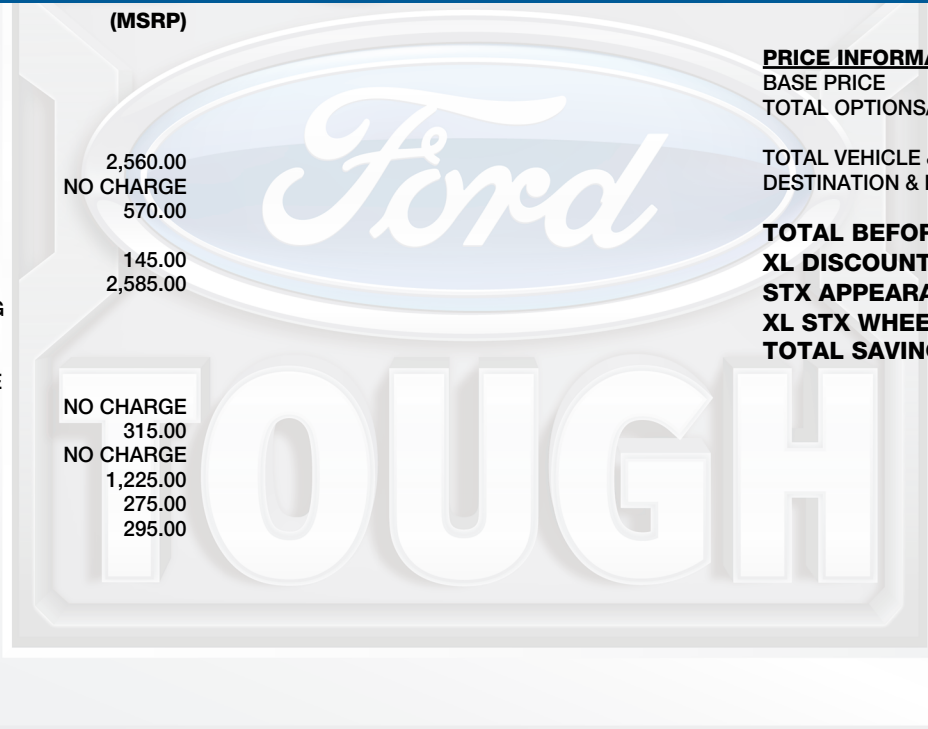 (MSRP)
2,560.00
NO CHARGE
570.00
145.00
2,585.00
G
E
NO CHARGE
315.00
NO CHARGE
1,225.00
275.00
295.00
Ford
TOUGH
PRICE INFORMA
BASE PRICE
TOTAL OPTIONS/
TOTAL VEHICLE &
DESTINATION &
TOTAL BEFOR
XL DISCOUNT
STX APPEARA
XL STX WHEE
TOTAL SAVING